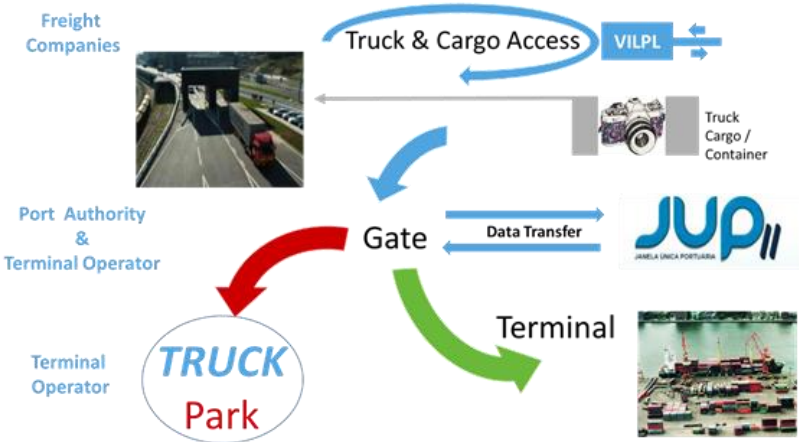 Freight
Companies
Truck & Cargo Access
VILPL
Truck
Cargo /
Container
Port Authority
&
Terminal Operator
Gate
Data Transfer
JUP II
JANELA ÚNICA PORTUÁRIA
Terminal
Terminal
Operator
TRUCK
Park